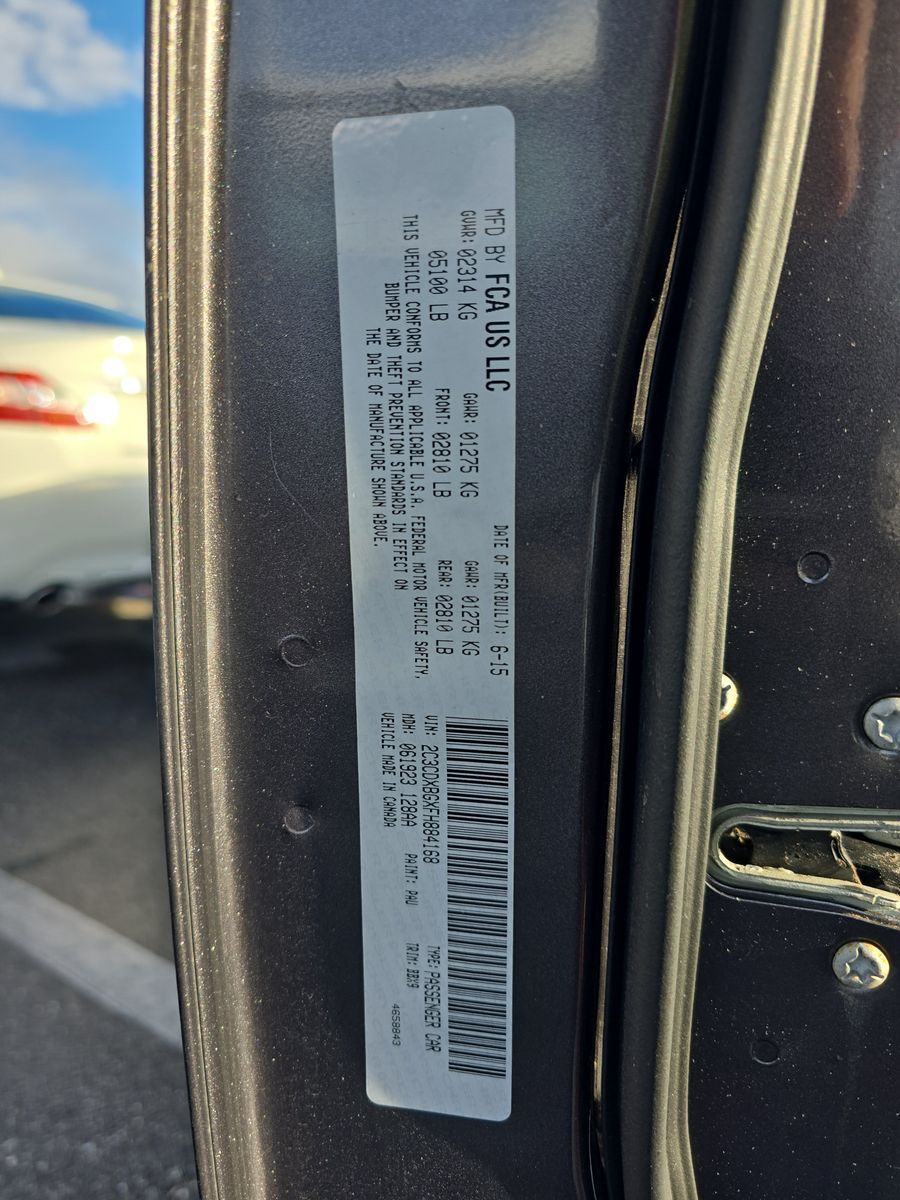 MFD BY FCA US LLC
DATE OF MFR(BUILT): 6-15
GVWR: 02314 KG GAWR: 01275 KG GAWR: 01275 KG
05100 LB FRONT: 02810 LB REAR: 02810 LB
THIS VEHICLE CONFORMS TO ALL APPLICABLE U.S.A. FEDERAL MOTOR VEHICLE SAFETY,
BUMPER AND THEFT PREVENTION STANDARDS IN EFFECT ON
THE DATE OF MANUFACTURE SHOWN ABOVE.
VIN: 2C3CDXBGXFH884168 TYPE: PASSENGER CAR
MDH: 061923 128AA PAINT: PAU TRIM: BBX9
VEHICLE MADE IN CANADA
4658843